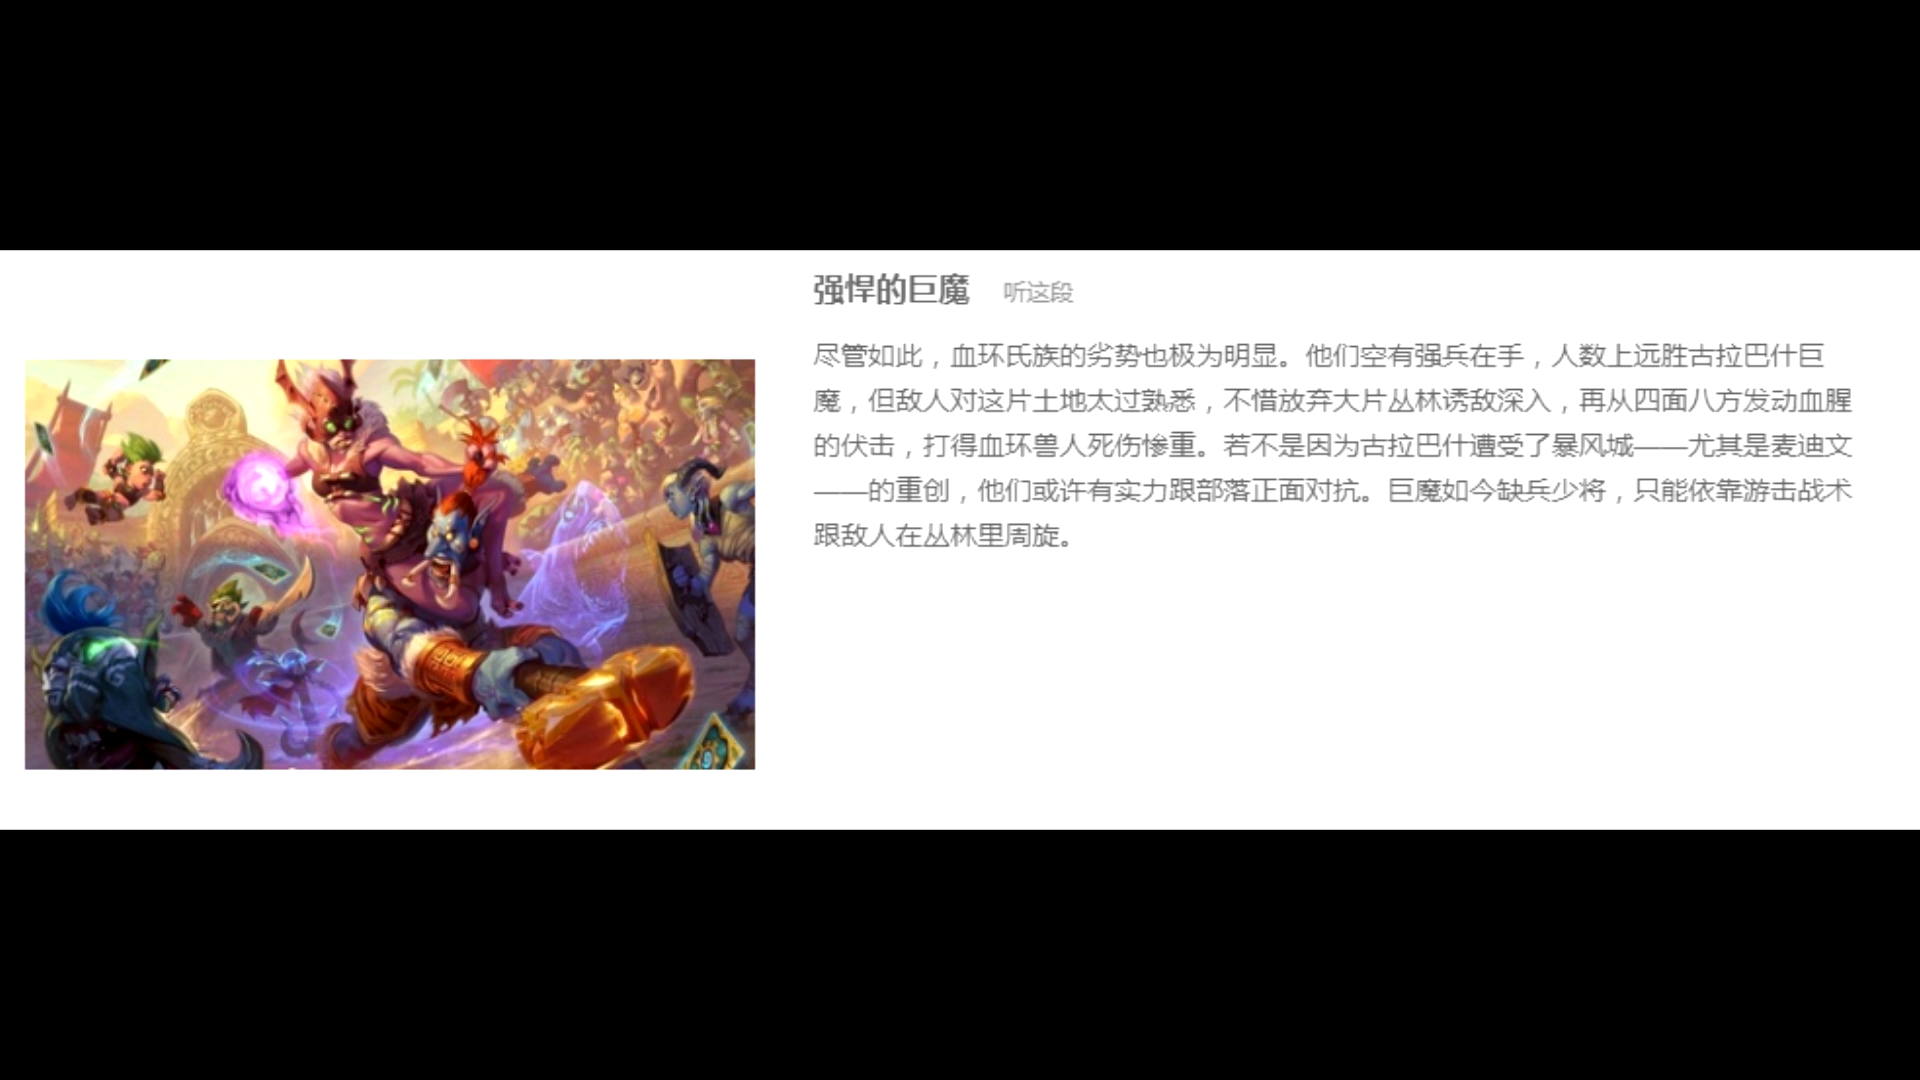 强悍的巨魔 听这段
尽管如此，血环氏族的劣势也极为明显。他们空有强兵在手，人数上远胜古拉巴什巨
魔，但敌人对这片土地太过熟悉，不惜放弃大片丛林诱敌深入，再从四面八方发动血腥
的伏击，打得血环兽人死伤惨重。若不是因为古拉巴什遭受了暴风城——尤其是麦迪文
——的重创，他们或许有实力跟部落正面对抗。巨魔如今缺兵少将，只能依靠游击战术
跟敌人在丛林里周旋。